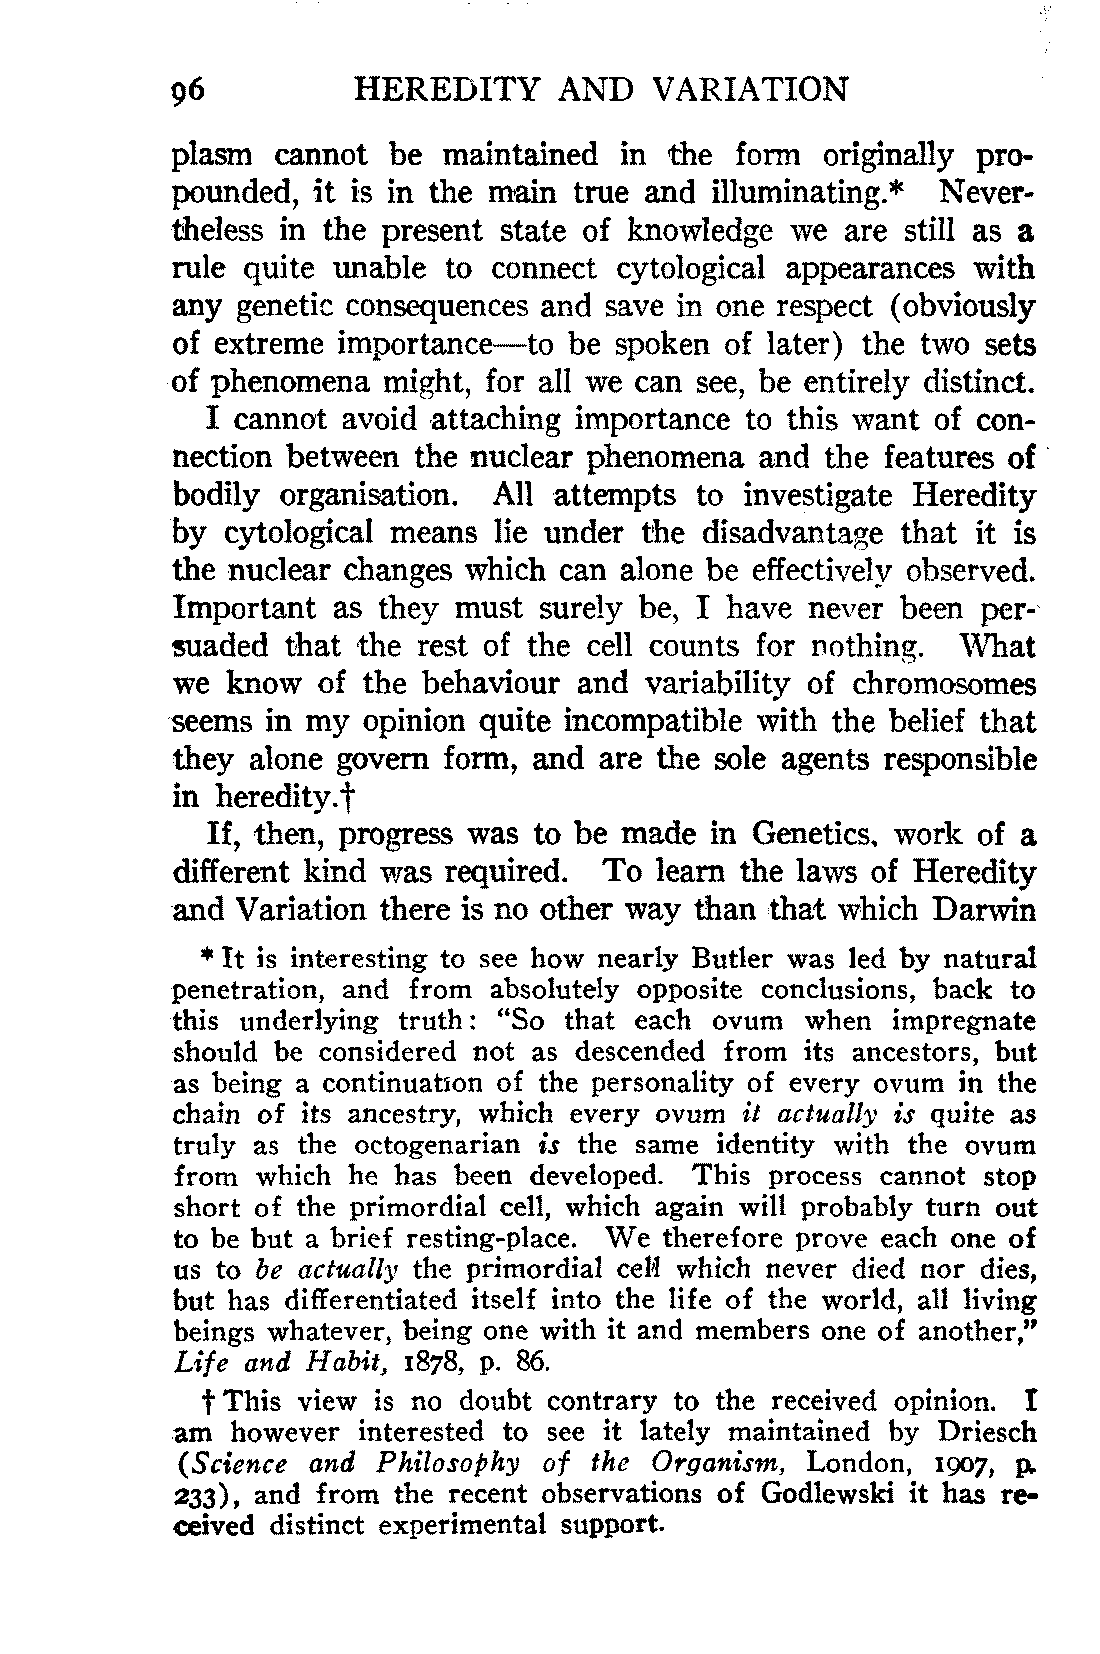 96 HEREDITY AND VARIATION
plasm cannot be maintained in the form originally pro-
pounded, it is in the main true and illuminating.* Never-
theless in the present state of knowledge we are still as a
rule quite unable to connect cytological appearances with
any genetic consequences and save in one respect (obviously
of extreme importance—to be spoken of later) the two sets
of phenomena might, for all we can see, be entirely distinct.
I cannot avoid attaching importance to this want of con-
nection between the nuclear phenomena and the features of
bodily organisation. All attempts to investigate Heredity
by cytological means lie under the disadvantage that it is
the nuclear changes which can alone be effectively observed.
Important as they must surely be, I have never been per-
suaded that the rest of the cell counts for nothing. What
we know of the behaviour and variability of chromosomes
seems in my opinion quite incompatible with the belief that
they alone govern form, and are the sole agents responsible
in heredity.†
If, then, progress was to be made in Genetics, work of a
different kind was required. To learn the laws of Heredity
and Variation there is no other way than that which Darwin
* It is interesting to see how nearly Butler was led by natural
penetration, and from absolutely opposite conclusions, back to
this underlying truth: "So that each ovum when impregnate
should be considered not as descended from its ancestors, but
as being a continuation of the personality of every ovum in the
chain of its ancestry, which every ovum it actually is quite as
truly as the octogenarian is the same identity with the ovum
from which he has been developed. This process cannot stop
short of the primordial cell, which again will probably turn out
to be but a brief resting-place. We therefore prove each one of
us to be actually the primordial cell which never died nor dies,
but has differentiated itself into the life of the world, all living
beings whatever, being one with it and members one of another,"
Life and Habit, 1878, p. 86.
† This view is no doubt contrary to the received opinion. I
am however interested to see it lately maintained by Driesch
(Science and Philosophy of the Organism, London, 1907, p.
233), and from the recent observations of Godlewski it has re-
ceived distinct experimental support.